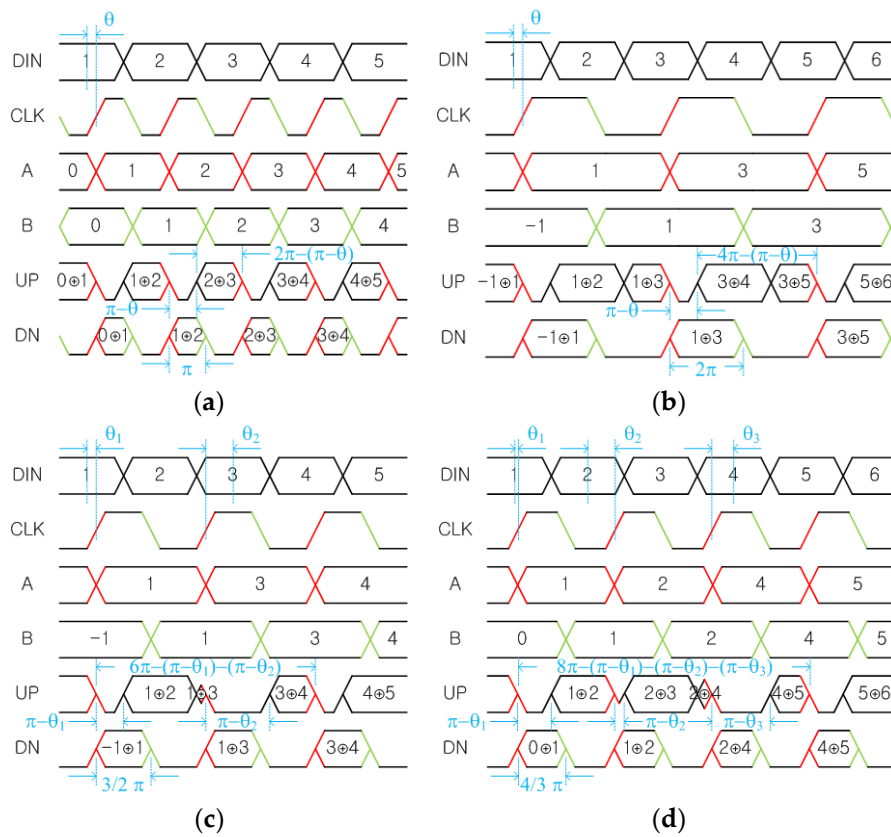 θ
DIN 1 2 3 4 5
CLK
A 0 1 2 3 4 5
B 0 1 2 3 4
2π−(π−θ)
UP 0⊕1 1⊕2 2⊕3 3⊕4 4⊕5
π−θ
DN 0⊕1 1⊕2 2⊕3 3⊕4
π
(a)
θ
DIN 1 2 3 4 5 6
CLK
A 1 3 5
B -1 1 3
4π−(π−θ)
UP -1⊕1 1⊕2 1⊕3 3⊕4 3⊕5 5⊕6
π−θ
DN -1⊕1 1⊕3 3⊕5
2π
(b)
θ1 θ2
DIN 1 2 3 4 5
CLK
A 1 3 4
B -1 1 3 4
6π−(π−θ1)−(π−θ2)
UP 1⊕2 1⊕3 3⊕4 4⊕5
π−θ1 π−θ2
DN -1⊕1 1⊕3 3⊕4
3/2 π
(c)
θ1 θ2 θ3
DIN 1 2 3 4 5 6
CLK
A 1 2 4 5
B 0 1 2 4 5
8π−(π−θ1)−(π−θ2)−(π−θ3)
UP 1⊕2 2⊕3 2⊕4 4⊕5 5⊕6
π−θ1 π−θ2 π−θ3
DN 0⊕1 1⊕2 2⊕4 4⊕5
4/3 π
(d)